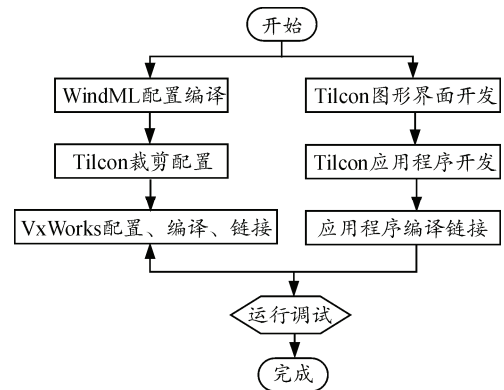 开始
WindML配置编译
Tilcon图形界面开发
Tilcon裁剪配置
Tilcon应用程序开发
VxWorks配置、编译、链接
应用程序编译链接
运行调试
完成